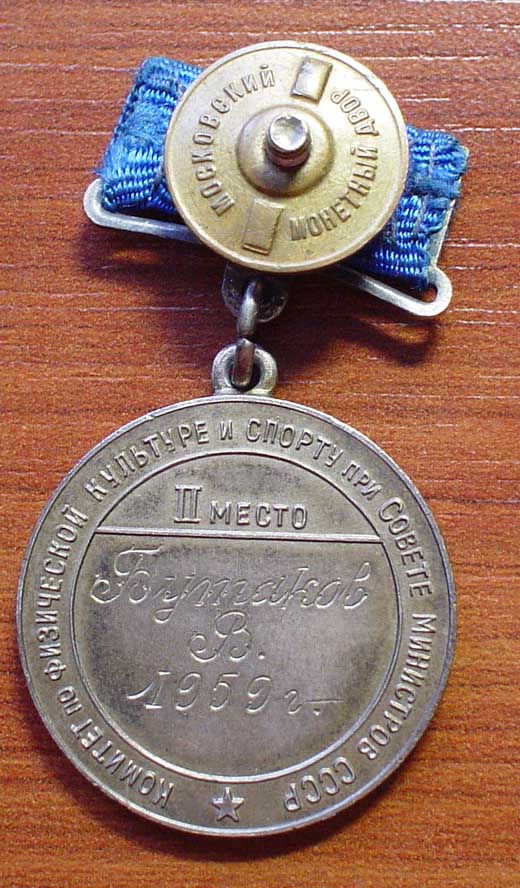 МОСКОВСКИЙ
МОНЕТНЫЙ ДВОР
КОМИТЕТ ПО ФИЗИЧЕСКОЙ КУЛЬТУРЕ И СПОРТУ ПРИ СОВЕТЕ МИНИСТРОВ СССР
II МЕСТО
Бутаков
В.
1959 г.